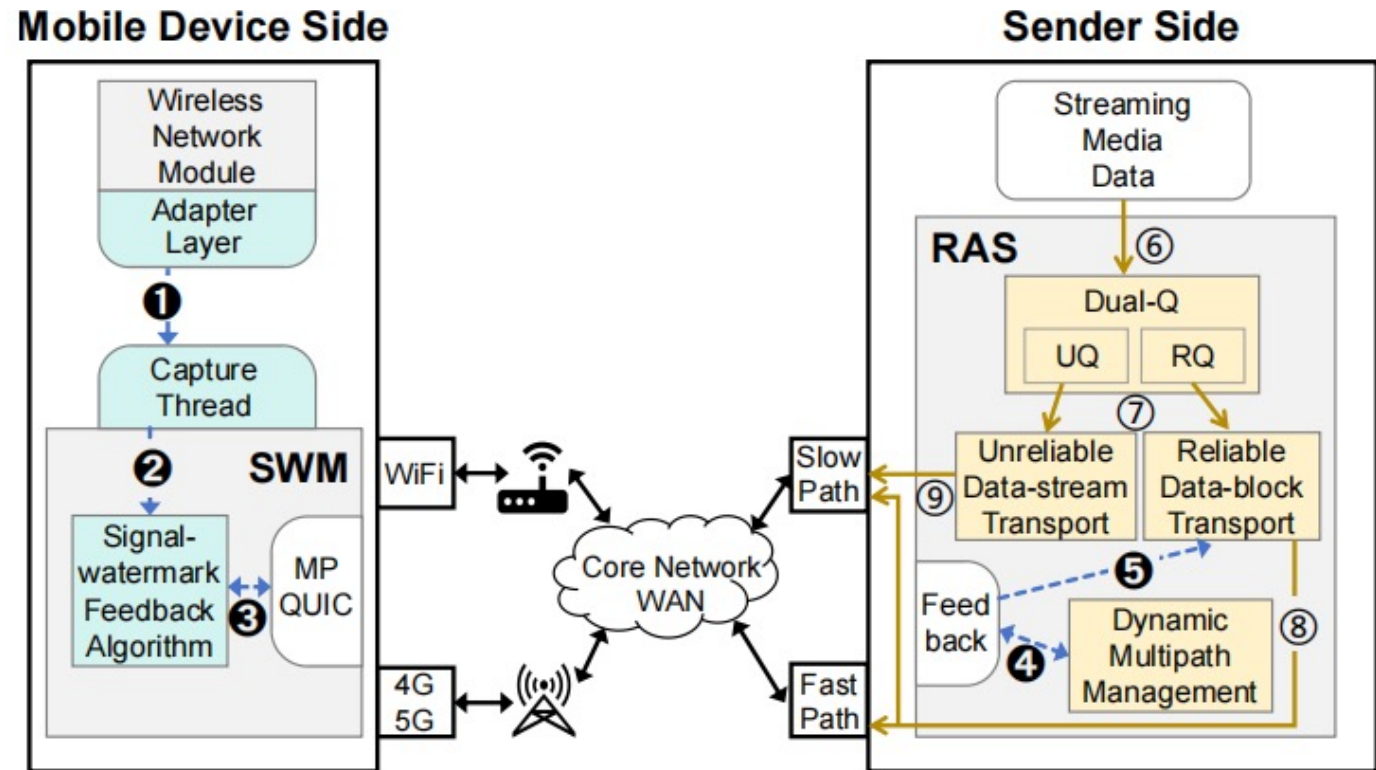 Mobile Device Side
Wireless
Network
Module
Adapter
Layer
❶
Capture
Thread
❷
SWM
Signal-
watermark
Feedback
Algorithm
❸
MP
QUIC
WiFi
4G
5G
Core Network
WAN
Slow
Path
Fast
Path
Sender Side
Streaming
Media
Data
⑥
RAS
Dual-Q
UQ
RQ
⑦
Unreliable
Data-stream
Transport
Reliable
Data-block
Transport
⑨
❺
Feed
back
❹
Dynamic
Multipath
Management
⑧